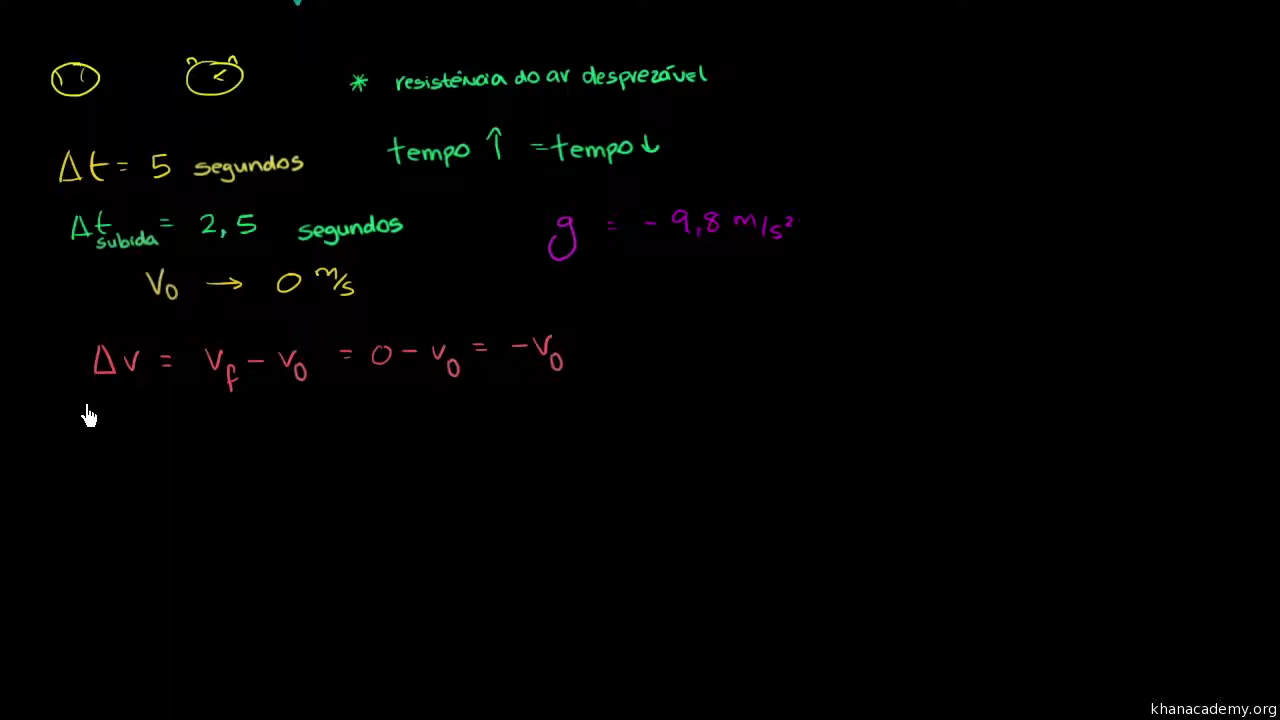 * resistência do ar desprezável
Δt = 5 segundos
tempo ↑ = tempo ↓
Δt subida = 2,5 segundos
g = - 9,8 m/s²
v₀ → 0 m/s
Δv = v_f - v₀ = 0 - v₀ = -v₀
khanacademy.org